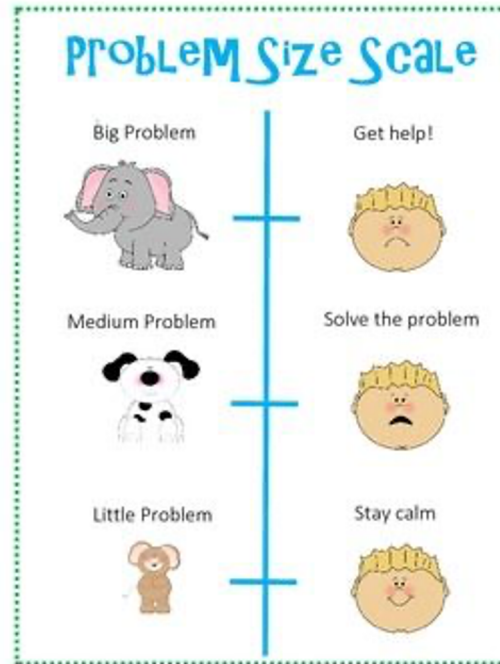 Problem Size Scale
Big Problem
Get help!
Medium Problem
Solve the problem
Little Problem
Stay calm